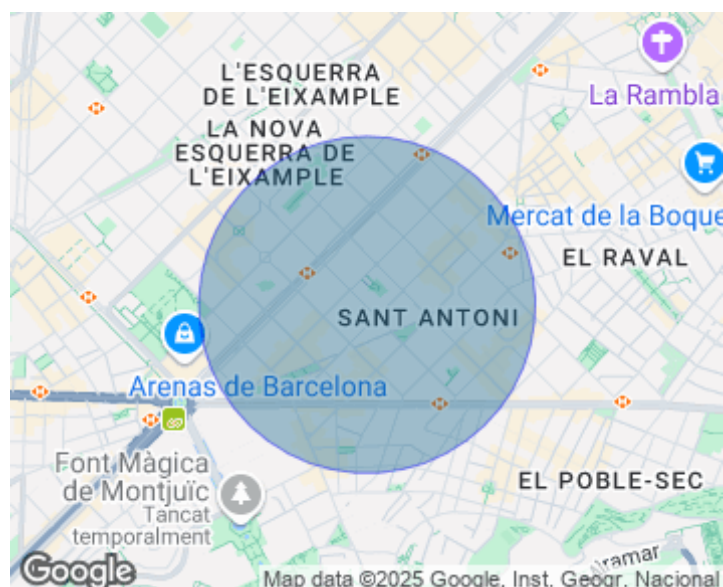 L'ESQUERRA
DE L'EIXAMPLE
La Rambla
LA NOVA
ESQUERRA DE
L'EIXAMPLE
Mercat de la Boque
EL RAVAL
SANT ANTONI
Arenas de Barcelona
Font Màgica
de Montjuïc
Tancat
temporalment
EL POBLE-SEC
Google
Map data ©2025 Google, Inst. Geogr. Nacional